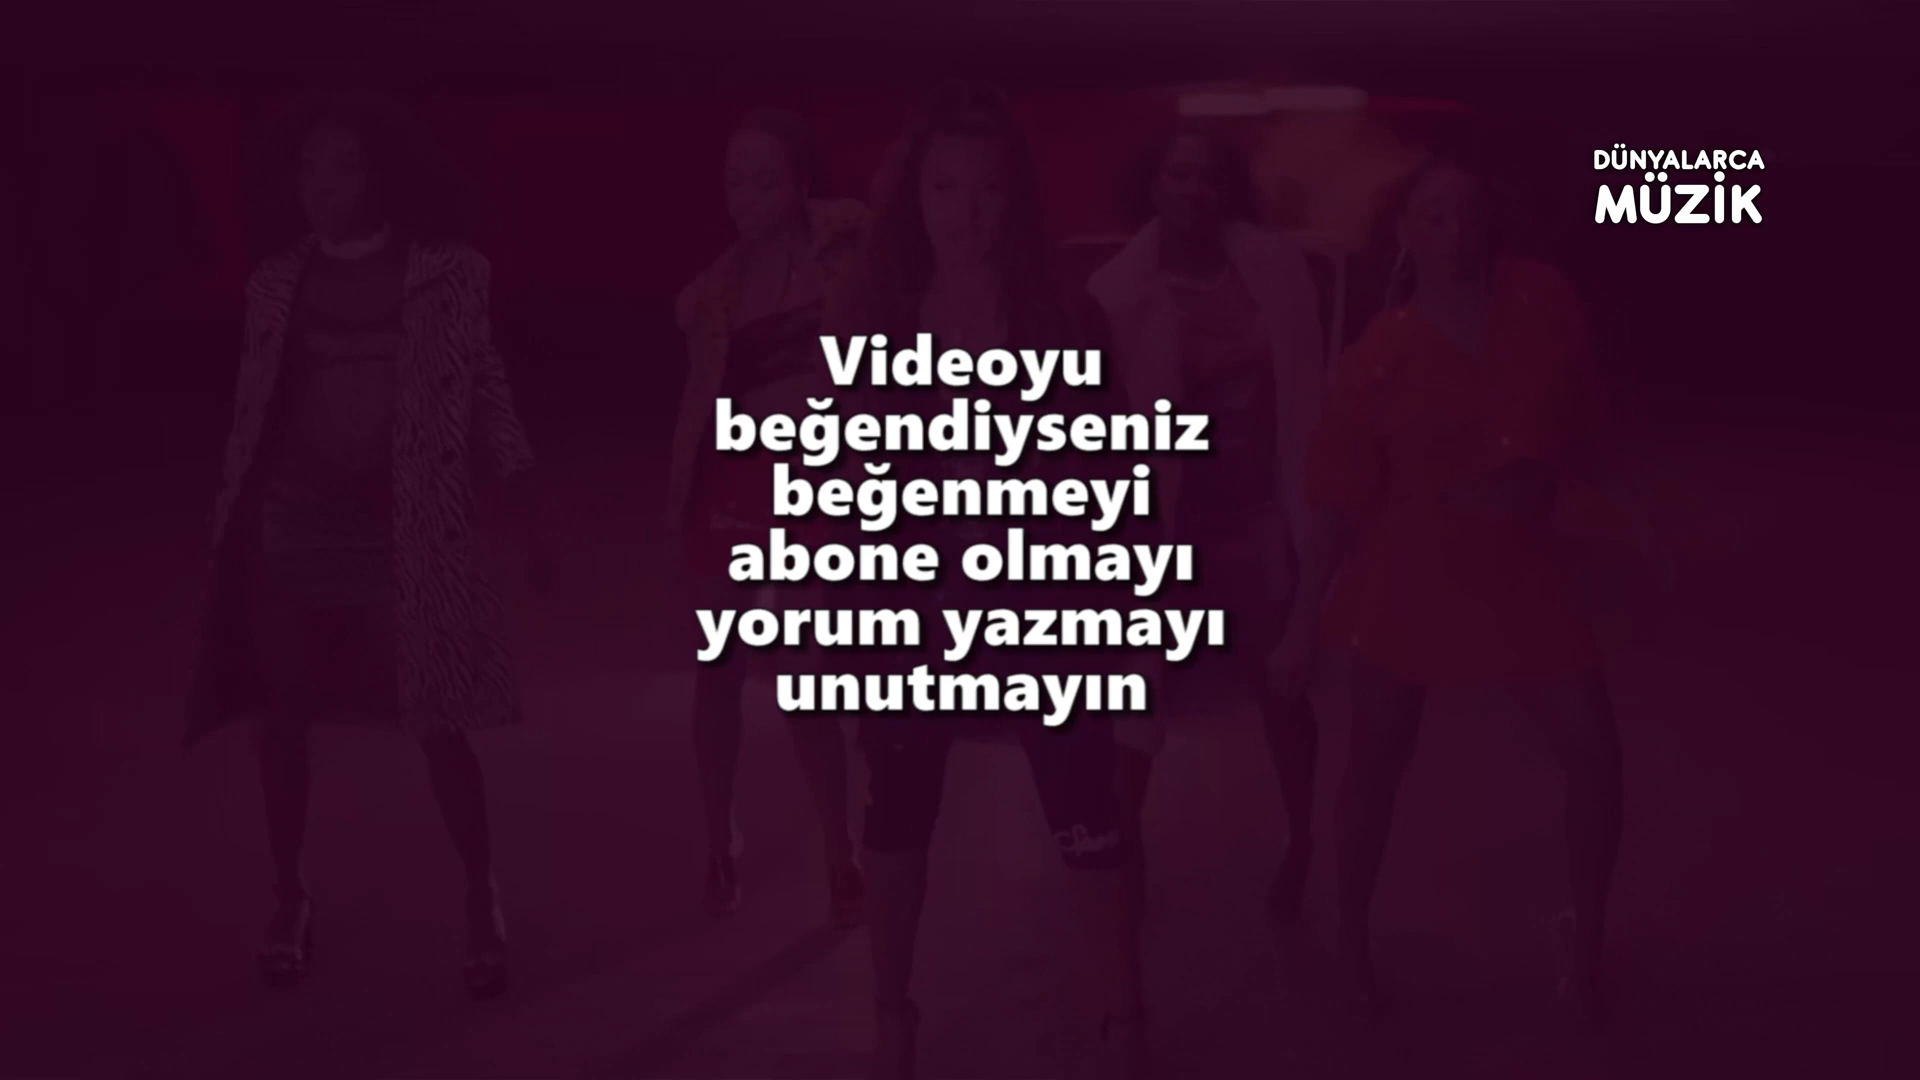 DÜNYALARCA
MÜZİK
Videoyu
beğendiyseniz
beğenmeyi
abone olmayı
yorum yazmayı
unutmayın